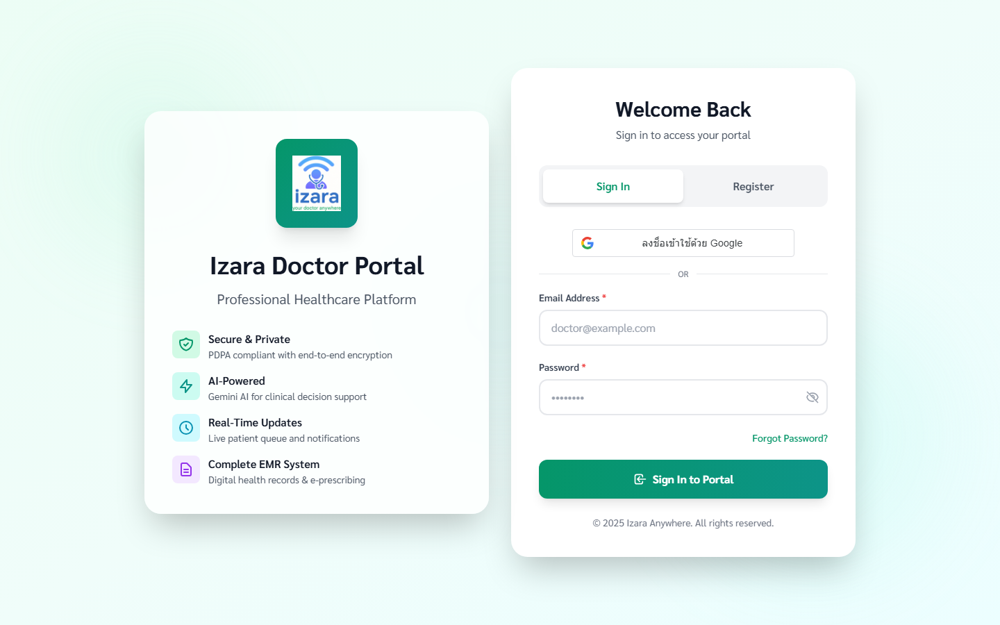 izara
your doctor anywhere
Izara Doctor Portal
Professional Healthcare Platform
Secure & Private
PDPA compliant with end-to-end encryption
AI-Powered
Gemini AI for clinical decision support
Real-Time Updates
Live patient queue and notifications
Complete EMR System
Digital health records & e-prescribing
Welcome Back
Sign in to access your portal
Sign In
Register
ลงชื่อเข้าใช้ด้วย Google
OR
Email Address *
doctor@example.com
Password *
••••••••
Forgot Password?
Sign In to Portal
© 2025 Izara Anywhere. All rights reserved.